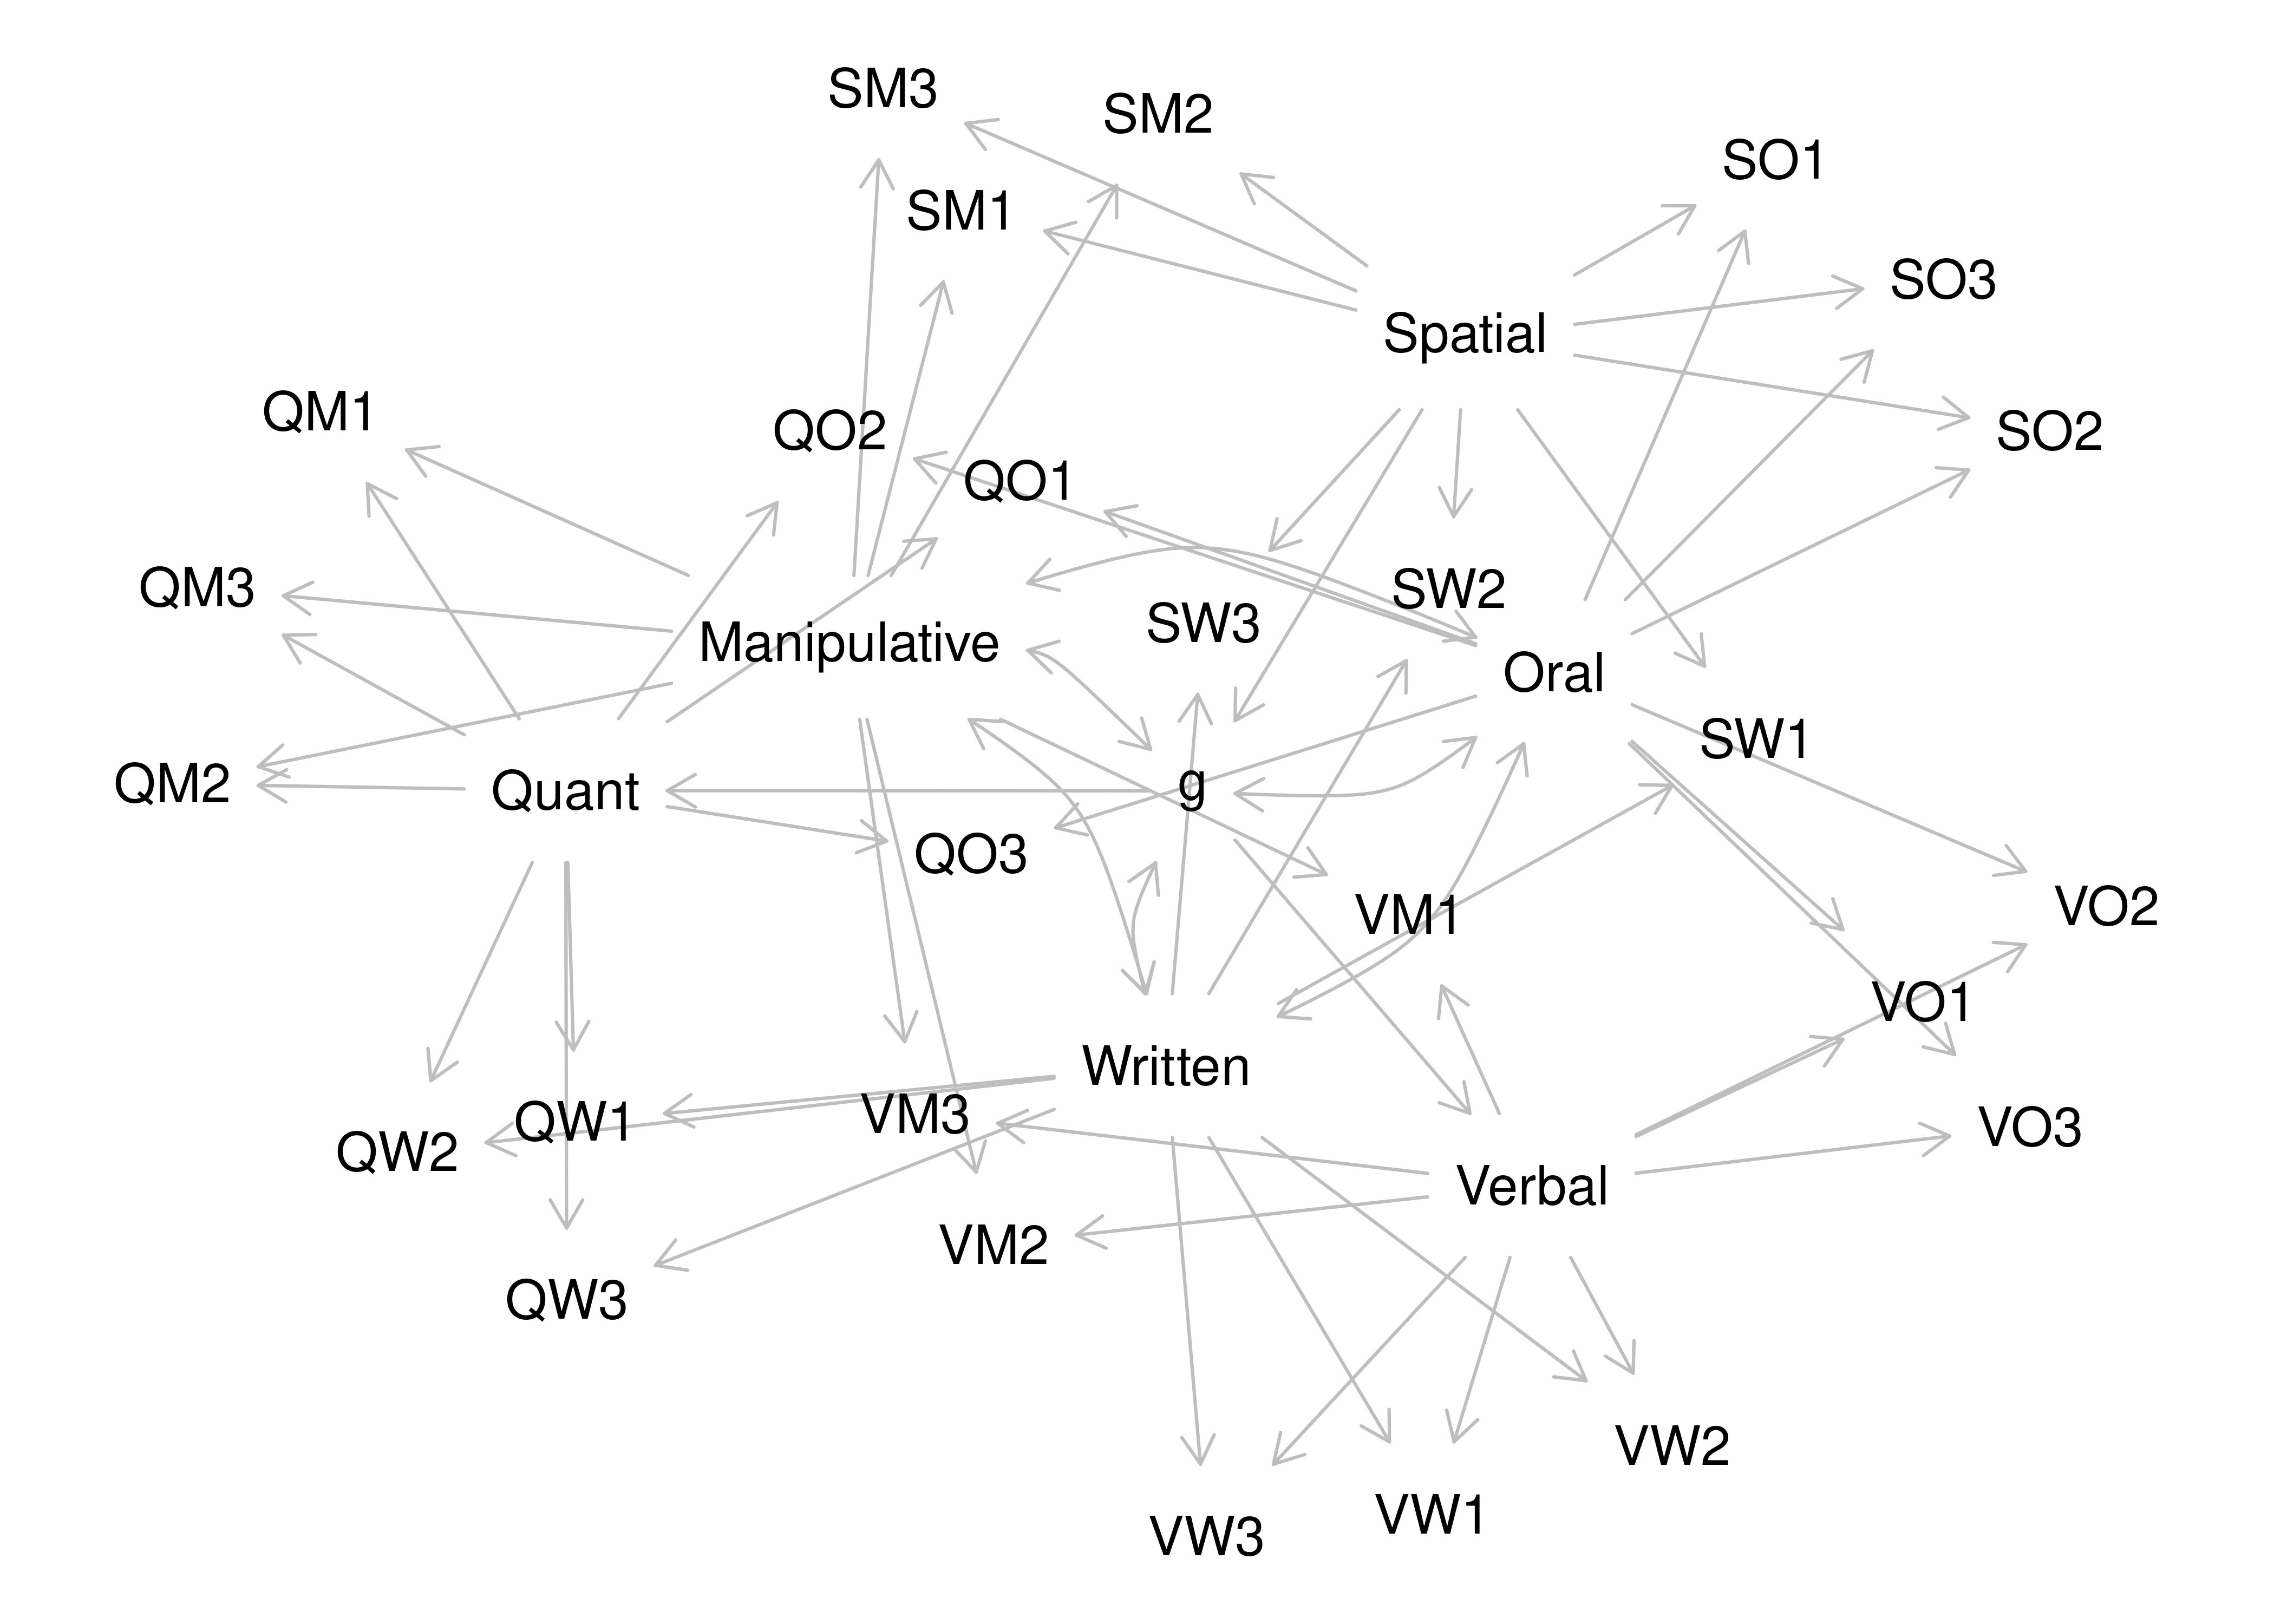 SM3
SM2
SO1
SM1
SO3
Spatial
QM1
QO2
SO2
QO1
QM3
SW2
SW3
Manipulative
Oral
SW1
QM2
Quant
g
QO3
VO2
VM1
VO1
Written
VM3
QW1
VO3
QW2
Verbal
VM2
QW3
VW2
VW1
VW3